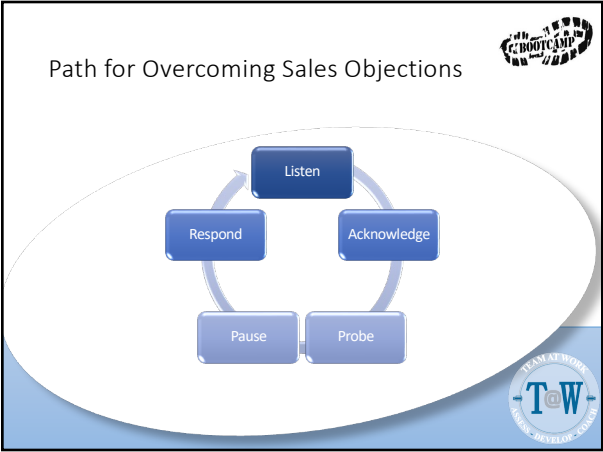 BOOTCAMP
Path for Overcoming Sales Objections
Listen
Acknowledge
Probe
Pause
Respond
TEAM AT WORK
T@W
ASSESS - DEVELOP - COACH